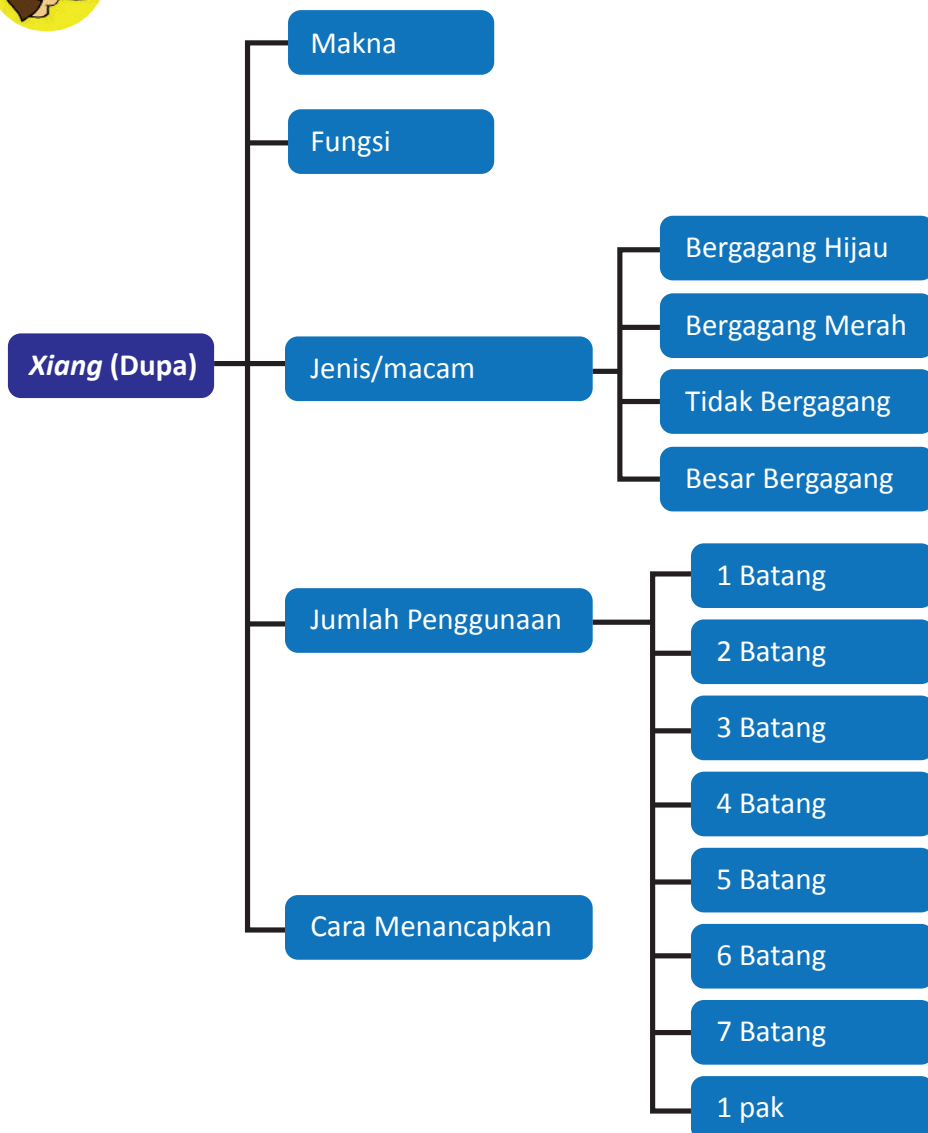 Makna
Fungsi
Xiang (Dupa)
Jenis/macam
Bergagang Hijau
Bergagang Merah
Tidak Bergagang
Besar Bergagang
Jumlah Penggunaan
1 Batang
2 Batang
3 Batang
4 Batang
5 Batang
6 Batang
7 Batang
1 pak
Cara Menancapkan